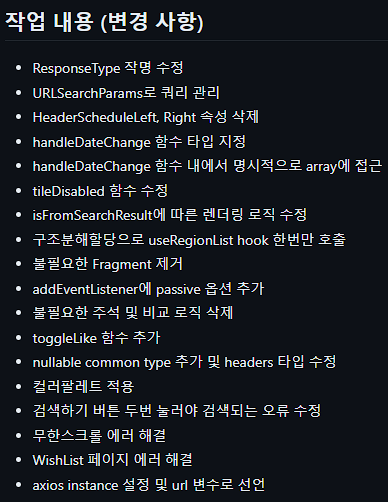 작업 내용 (변경 사항)
ResponseType 작명 수정
URLSearchParams로 쿼리 관리
HeaderScheduleLeft, Right 속성 삭제
handleDateChange 함수 타입 지정
handleDateChange 함수 내에서 명시적으로 array에 접근
tileDisabled 함수 수정
isFromSearchResult에 따른 렌더링 로직 수정
구조분해할당으로 useRegionList hook 한번만 호출
불필요한 Fragment 제거
addEventListener에 passive 옵션 추가
불필요한 주석 및 비교 로직 삭제
toggleLike 함수 추가
nullable common type 추가 및 headers 타입 수정
컬러팔레트 적용
검색하기 버튼 두번 눌러야 검색되는 오류 수정
무한스크롤 에러 해결
WishList 페이지 에러 해결
axios instance 설정 및 url 변수로 선언